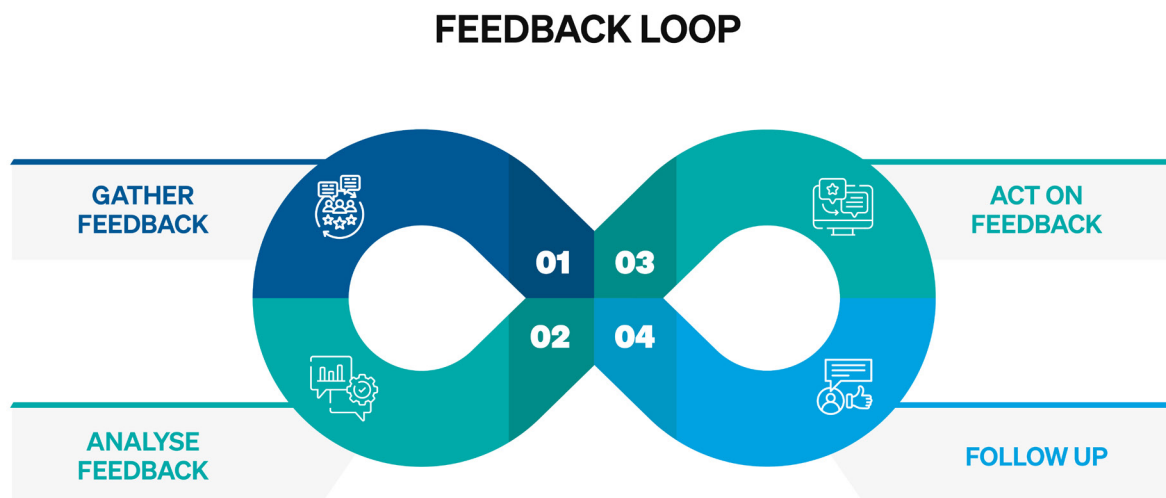 FEEDBACK LOOP
GATHER
FEEDBACK
01
ANALYSE
FEEDBACK
02
03
ACT ON
FEEDBACK
04
FOLLOW UP